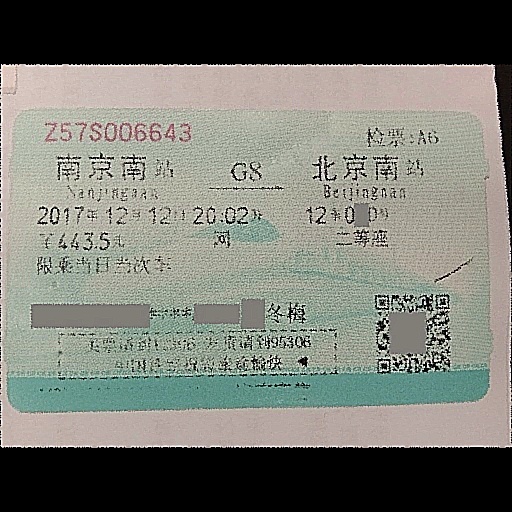 Z57S006643 检票:A6
南京南站 G8 北京南站
Nanjingnan Beijingnan
2017年12月12日20:02开 12车0 0号
￥443.5元 网 二等座
限乘当日当次车
冬梅
买票请到12306 发货请到95306
中国铁路祝您旅途愉快